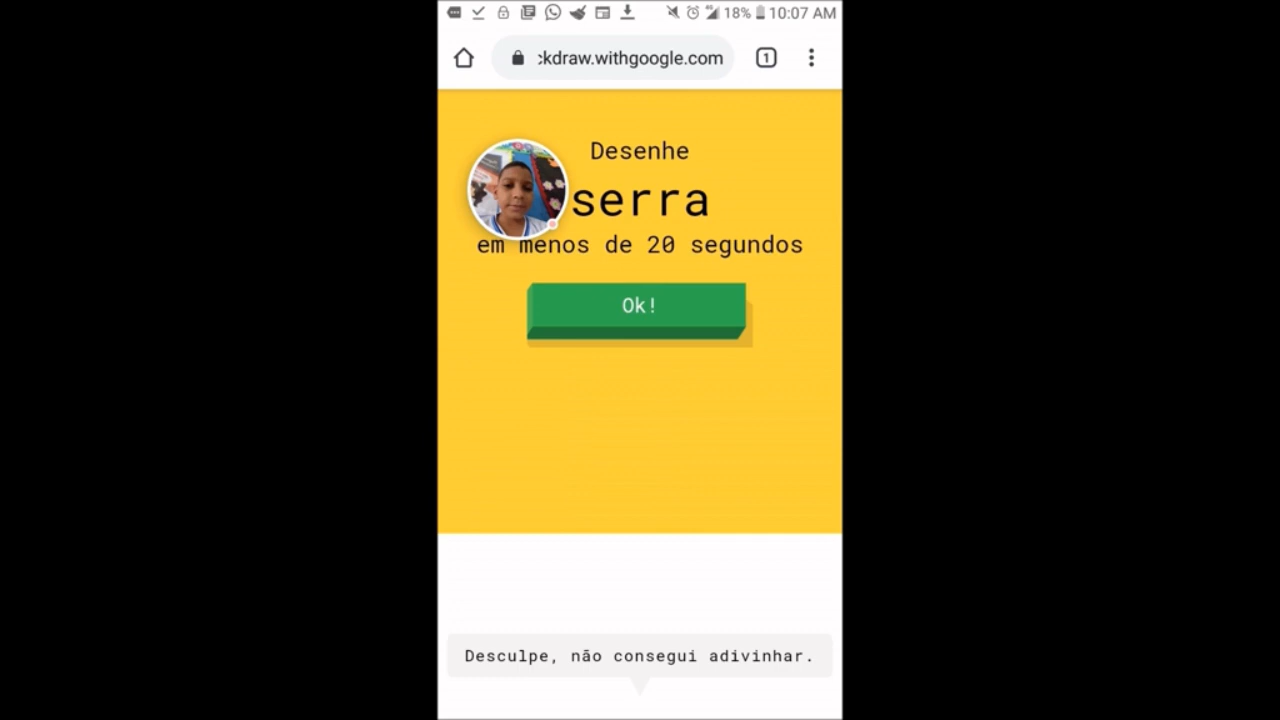 18% 10:07 AM
:kdraw.withgoogle.com 1
Desenhe
serra
em menos de 20 segundos
Ok!
Desculpe, não consegui adivinhar.